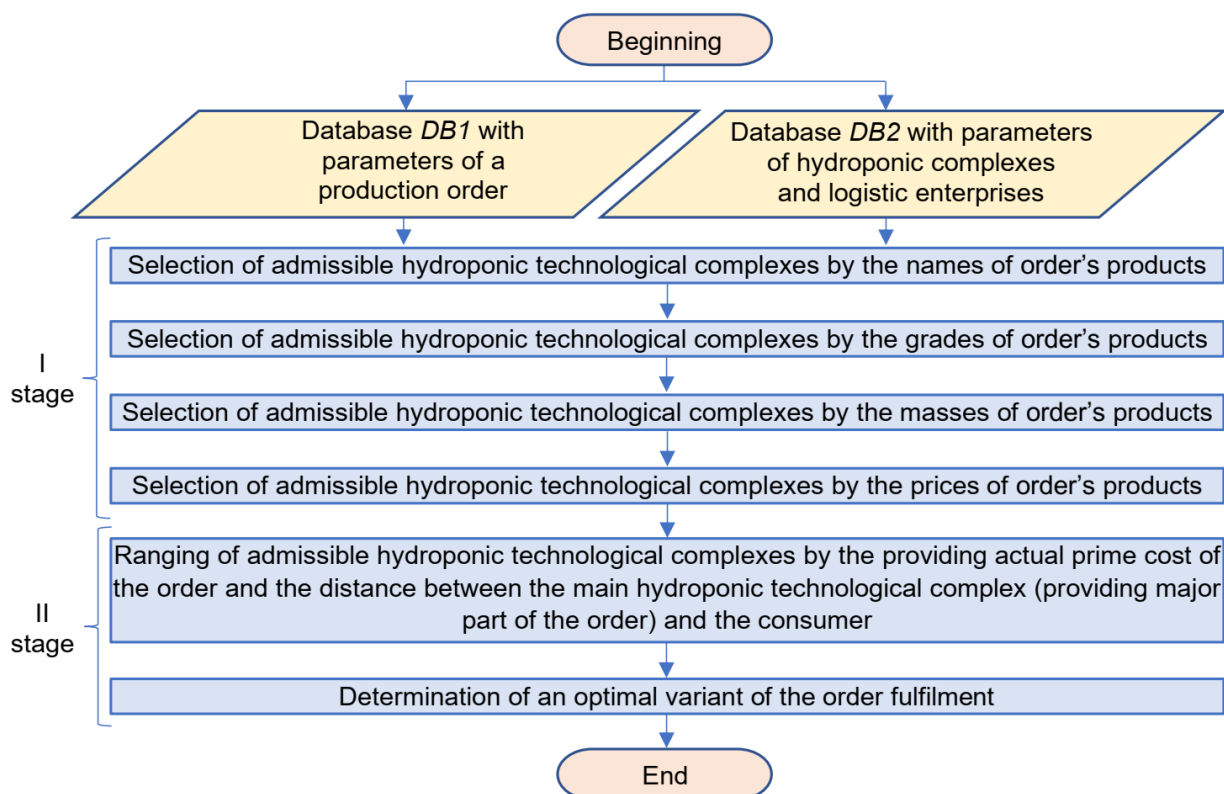 Beginning
Database DB1 with
parameters of a
production order
Database DB2 with parameters
of hydroponic complexes
and logistic enterprises
I
stage
Selection of admissible hydroponic technological complexes by the names of order’s products
Selection of admissible hydroponic technological complexes by the grades of order’s products
Selection of admissible hydroponic technological complexes by the masses of order’s products
Selection of admissible hydroponic technological complexes by the prices of order’s products
II
stage
Ranging of admissible hydroponic technological complexes by the providing actual prime cost of
the order and the distance between the main hydroponic technological complex (providing major
part of the order) and the consumer
Determination of an optimal variant of the order fulfilment
End